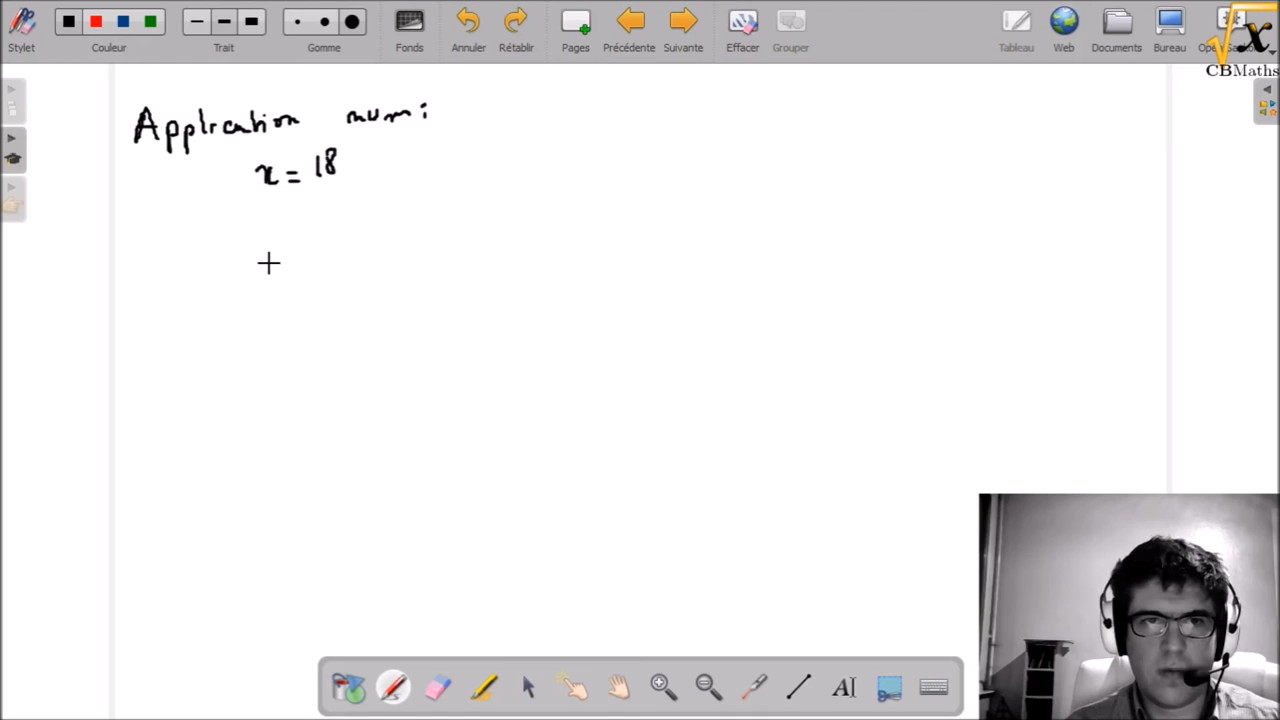 Stylet
Couleur
Trait
Gomme
Fonds
Annuler
Rétablir
Pages
Précédente
Suivante
Effacer
Grouper
Tableau
Web
Documents
Bureau
CBMaths
Application num:
x = 18
AI